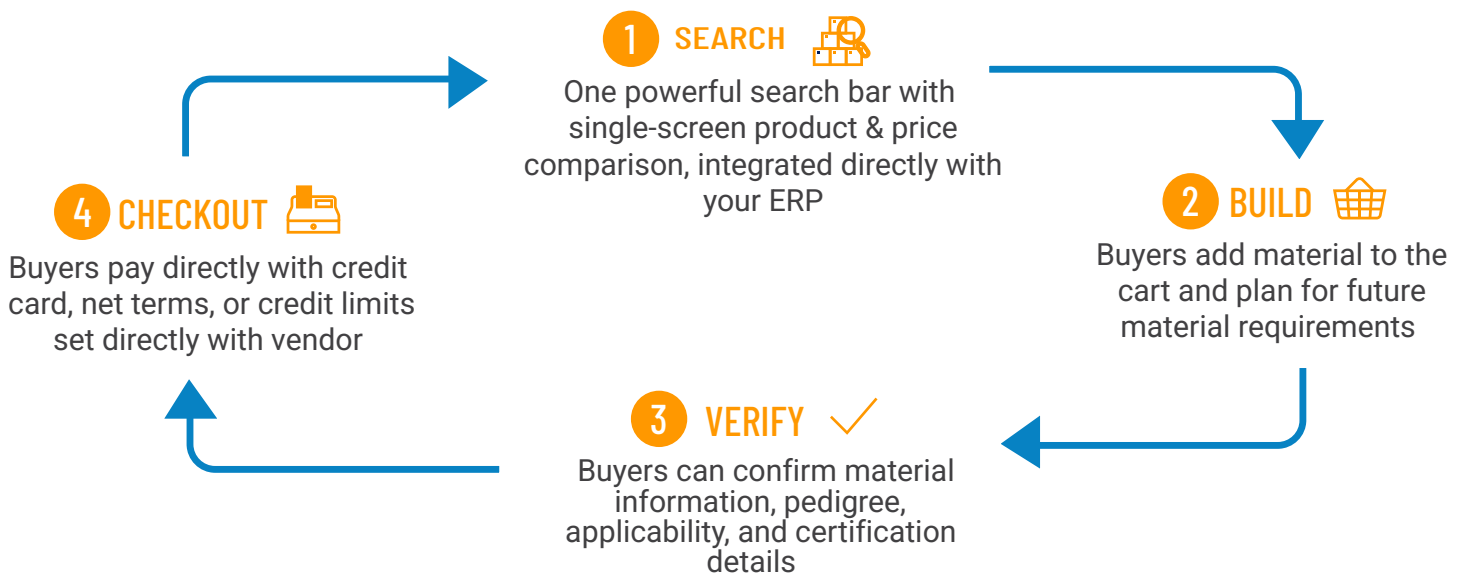 1 SEARCH
One powerful search bar with
single-screen product & price
comparison, integrated directly with
your ERP
2 BUILD
Buyers add material to the
cart and plan for future
material requirements
3 VERIFY
Buyers can confirm material
information, pedigree,
applicability, and certification
details
4 CHECKOUT
Buyers pay directly with credit
card, net terms, or credit limits
set directly with vendor